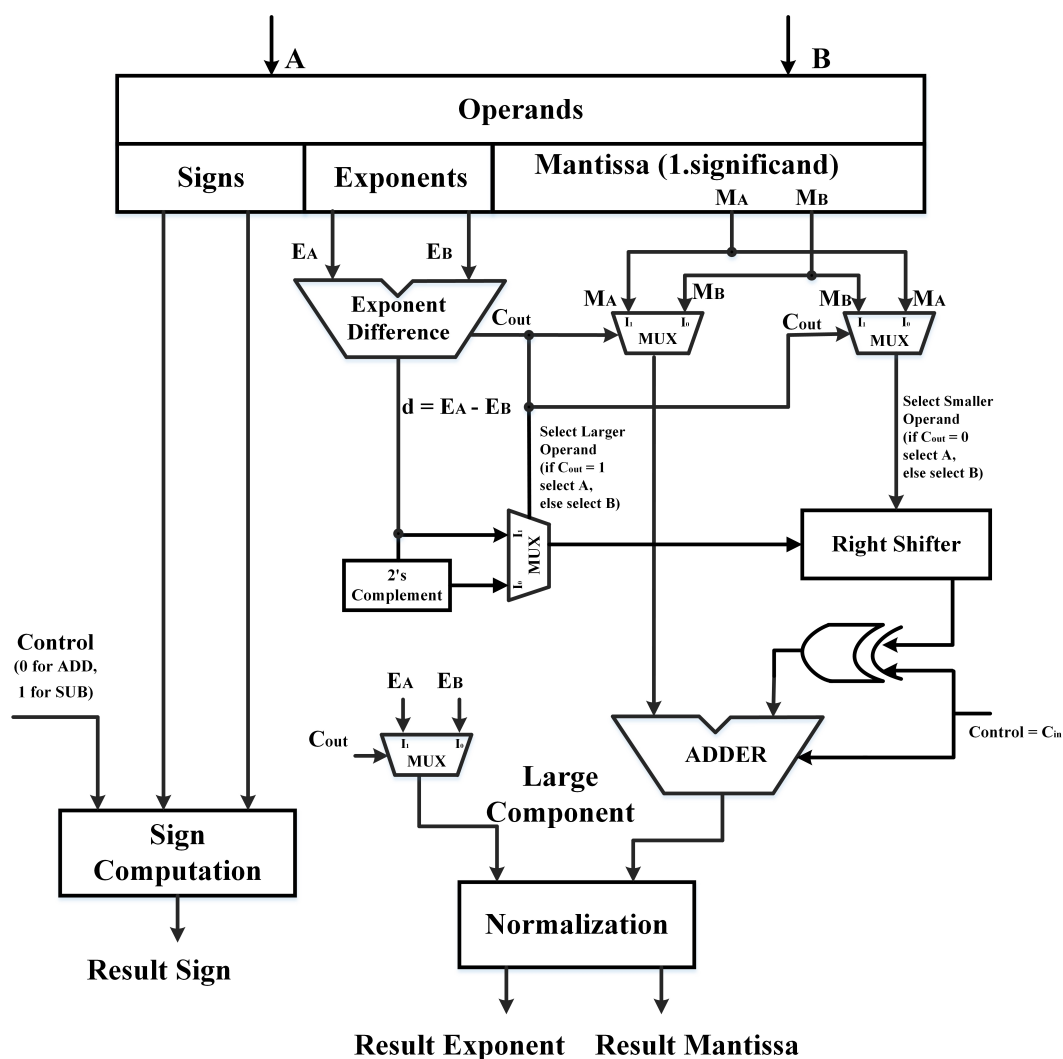 A
B
Operands
Signs
Exponents
Mantissa (1.significand)
MA
MB
EA
EB
Exponent
Difference
Cout
MA
MB
I1
I0
MUX
MB
MA
Cout
I1
I0
MUX
d = EA - EB
Select Larger
Operand
(if Cout = 1
select A,
else select B)
Select Smaller
Operand
(if Cout = 0
select A,
else select B)
I1
I0
MUX
2's
Complement
Right Shifter
Control
(0 for ADD,
1 for SUB)
EA
EB
Cout
I1
I0
MUX
ADDER
Control = Cin
Large
Component
Sign
Computation
Normalization
Result Sign
Result Exponent
Result Mantissa